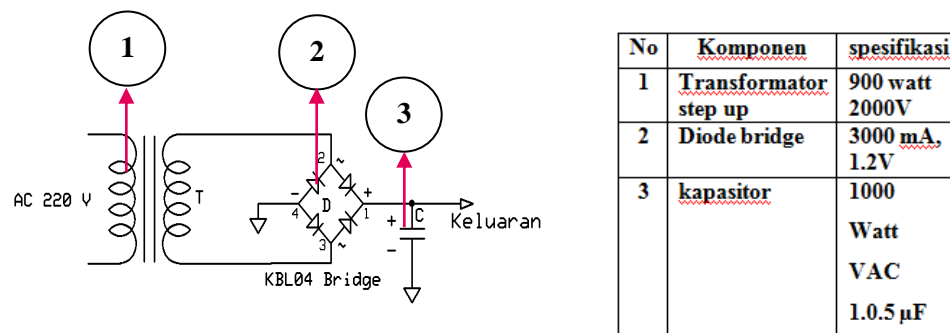 1
2
3
AC 220 V
T
2
~
-
+
4
D
1
3
~
+
C
-
Keluaran
KBL04 Bridge
No Komponen spesifikasi
1 Transformator 900 watt
step up 2000V
2 Diode bridge 3000 mA,
1.2V
3 kapasitor 1000
Watt
VAC
1.0.5 µF